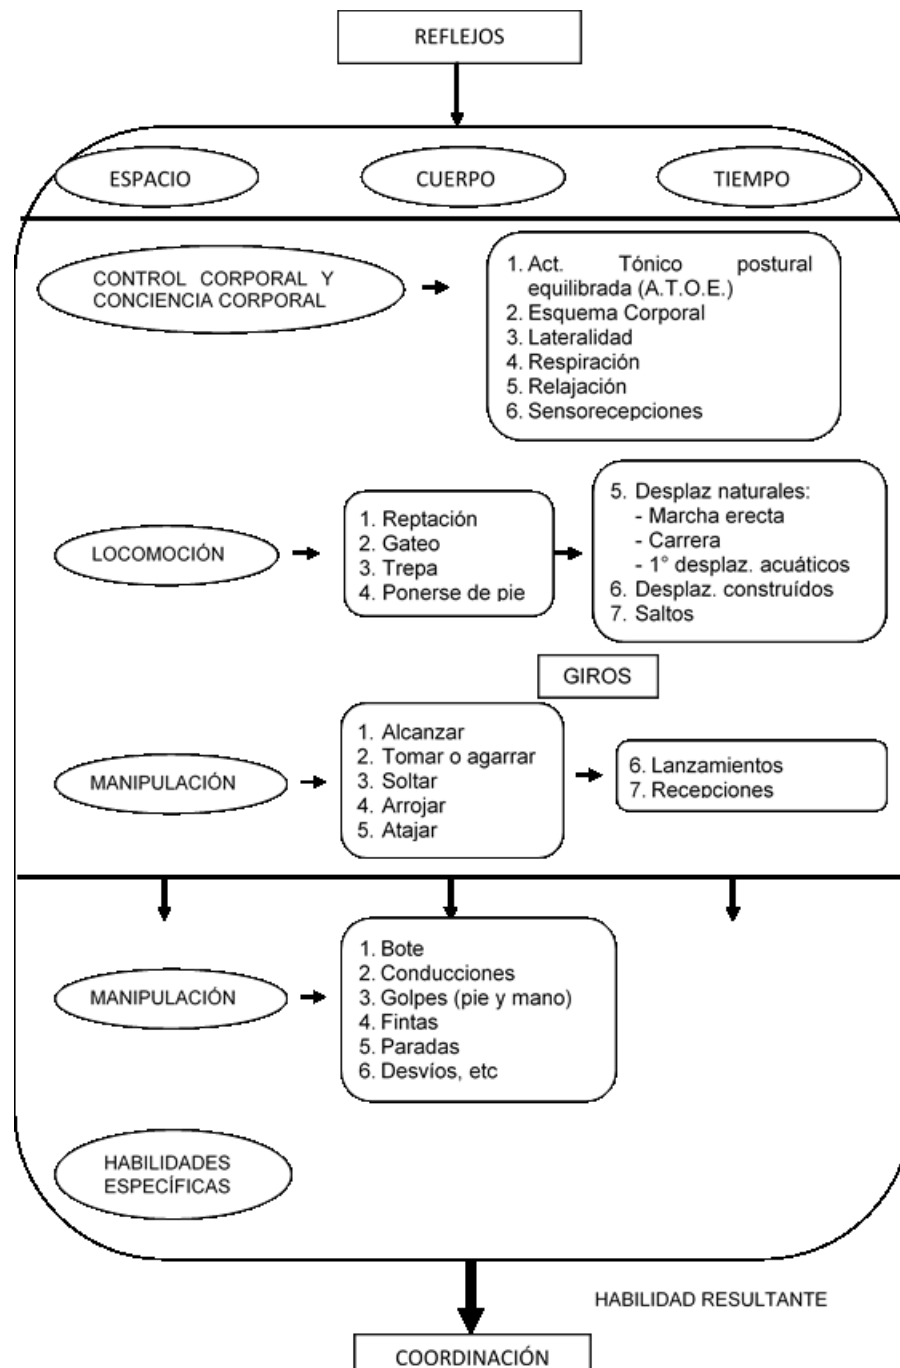 REFLEJOS
ESPACIO
CUERPO
TIEMPO
CONTROL CORPORAL Y
CONCIENCIA CORPORAL
1. Act. Tónico postural
equilibrada (A.T.O.E.)
2. Esquema Corporal
3. Lateralidad
4. Respiración
5. Relajación
6. Sensorecepciones
LOCOMOCIÓN
1. Reptación
2. Gateo
3. Trepa
4. Ponerse de pie
5. Desplaz naturales:
- Marcha erecta
- Carrera
- 1° desplaz. acuáticos
6. Desplaz. construídos
7. Saltos
GIROS
MANIPULACIÓN
1. Alcanzar
2. Tomar o agarrar
3. Soltar
4. Arrojar
5. Atajar
6. Lanzamientos
7. Recepciones
MANIPULACIÓN
1. Bote
2. Conducciones
3. Golpes (pie y mano)
4. Fintas
5. Paradas
6. Desvíos, etc
HABILIDADES
ESPECÍFICAS
HABILIDAD RESULTANTE
COORDINACIÓN